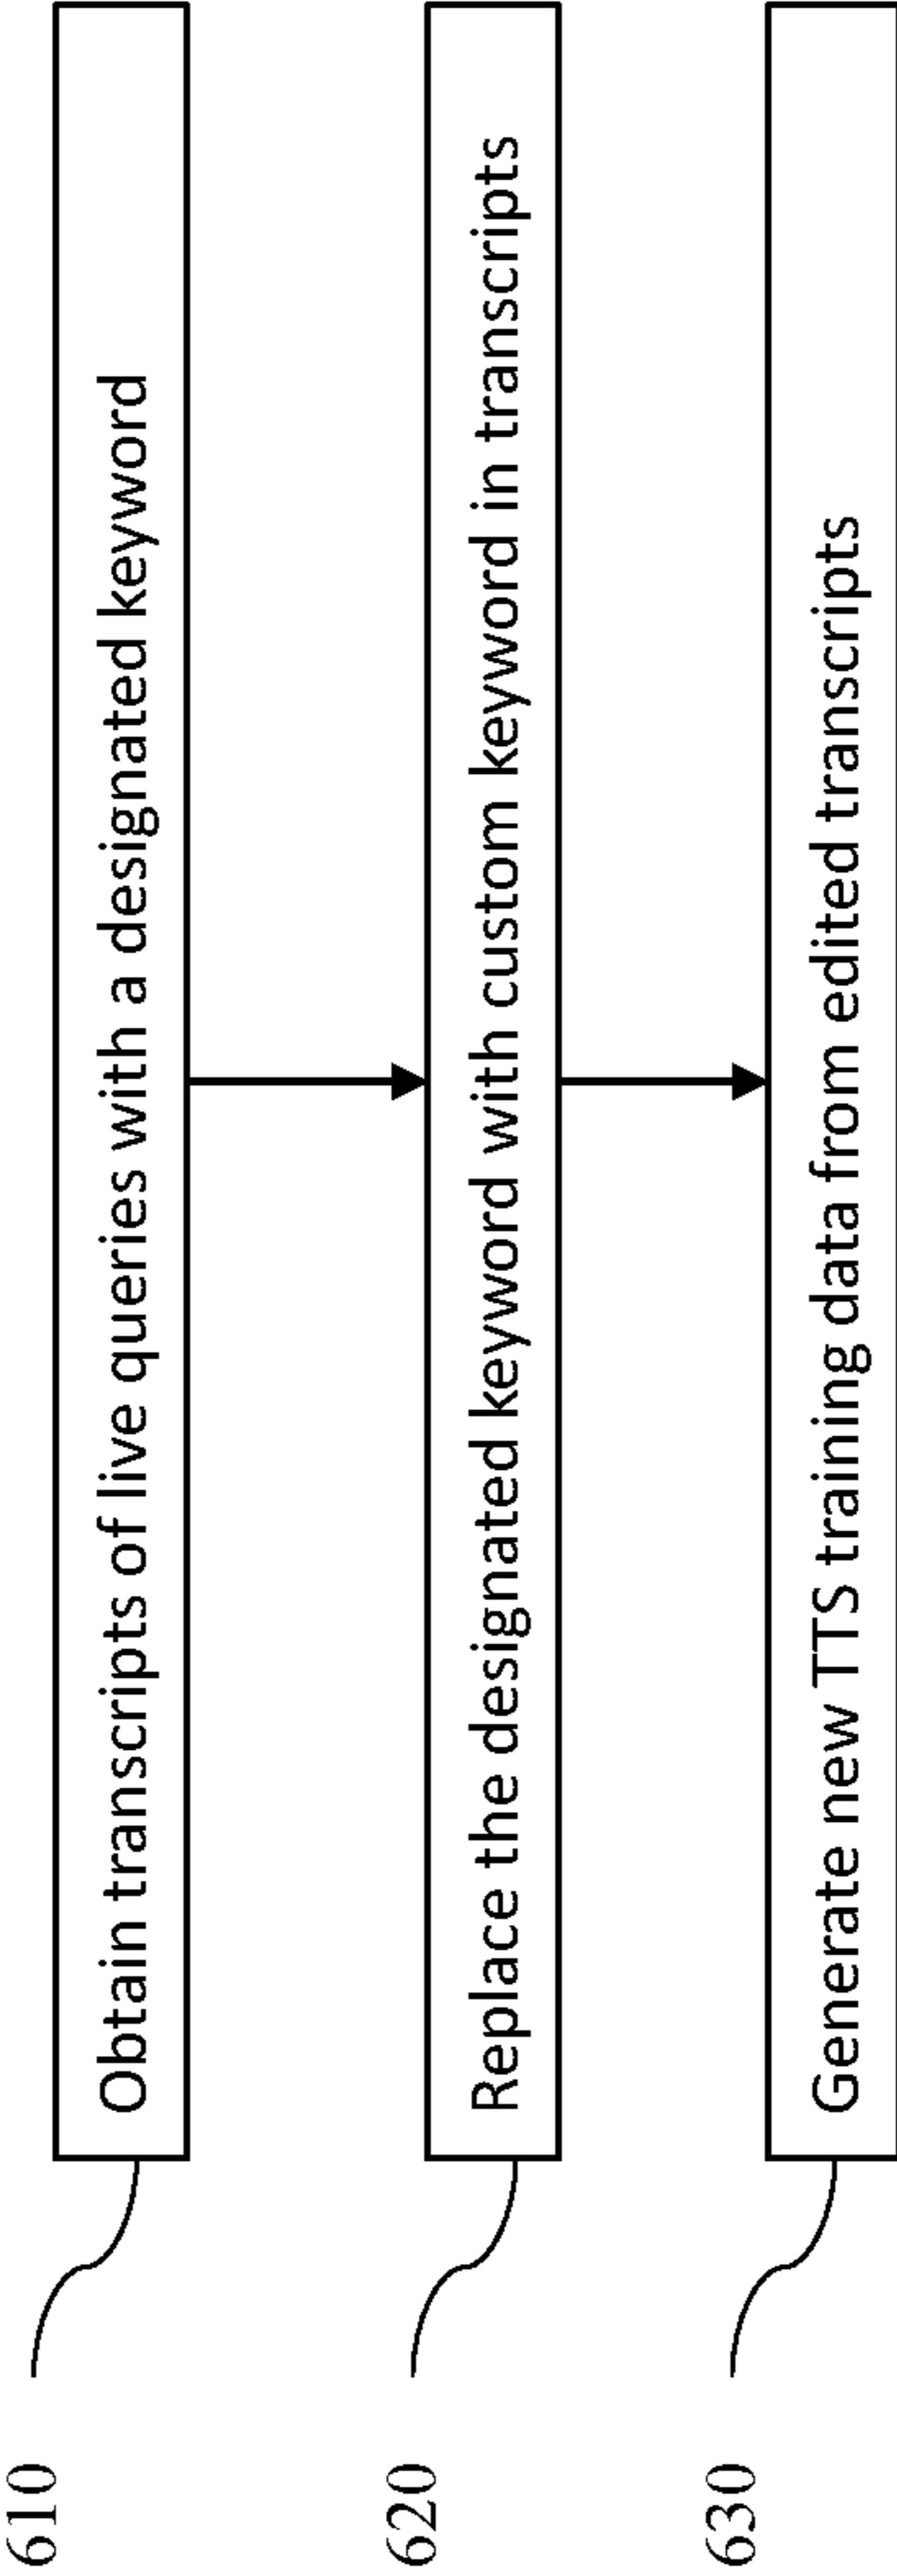 610
Obtain transcripts of live queries with a designated keyword
620
Replace the designated keyword with custom keyword in transcripts
630
Generate new TTS training data from edited transcripts